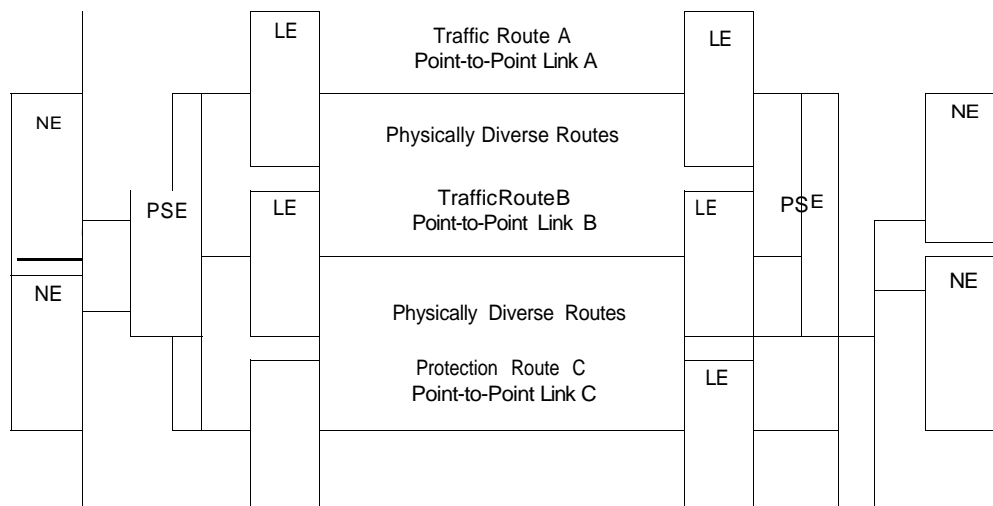 LE
Traffic Route A
LE
Point-to-Point Link A
NE
NE
Physically Diverse Routes
PSE
LE
TrafficRouteB
LE
PSE
Point-to-Point Link B
NE
NE
Physically Diverse Routes
Protection Route C
LE
Point-to-Point Link C